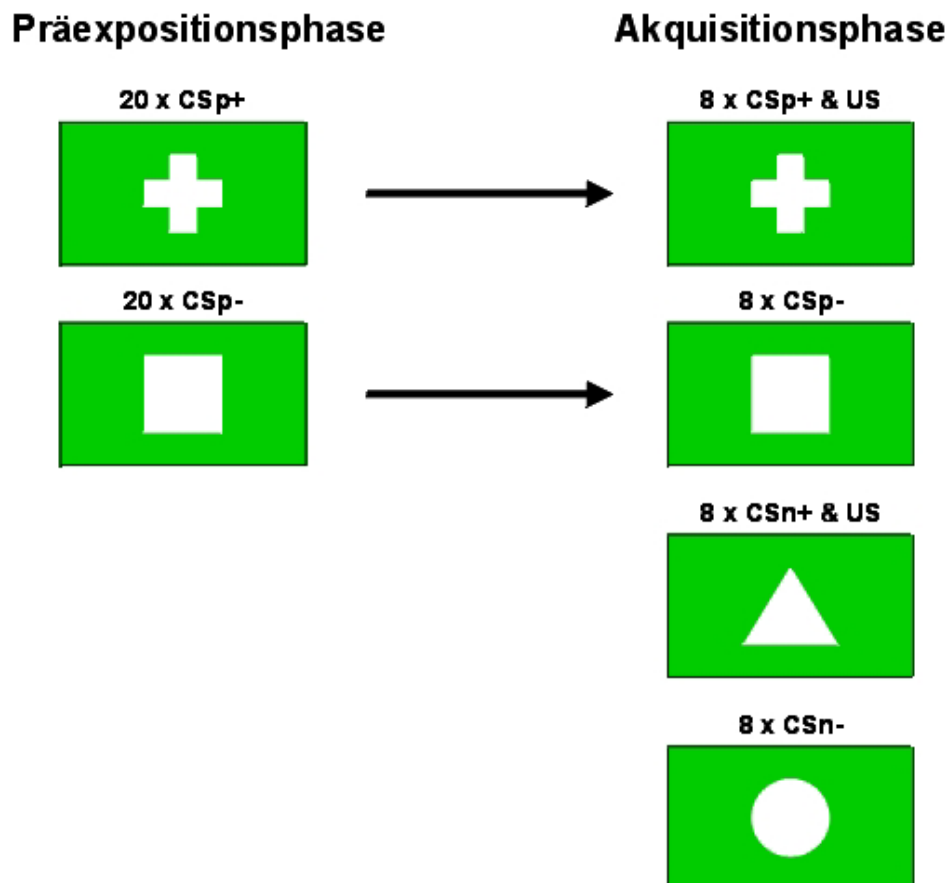 Präexpositionsphase
Akquisitionsphase
20 x CSp+
8 x CSp+ & US
20 x CSp-
8 x CSp-
8 x CSn+ & US
8 x CSn-